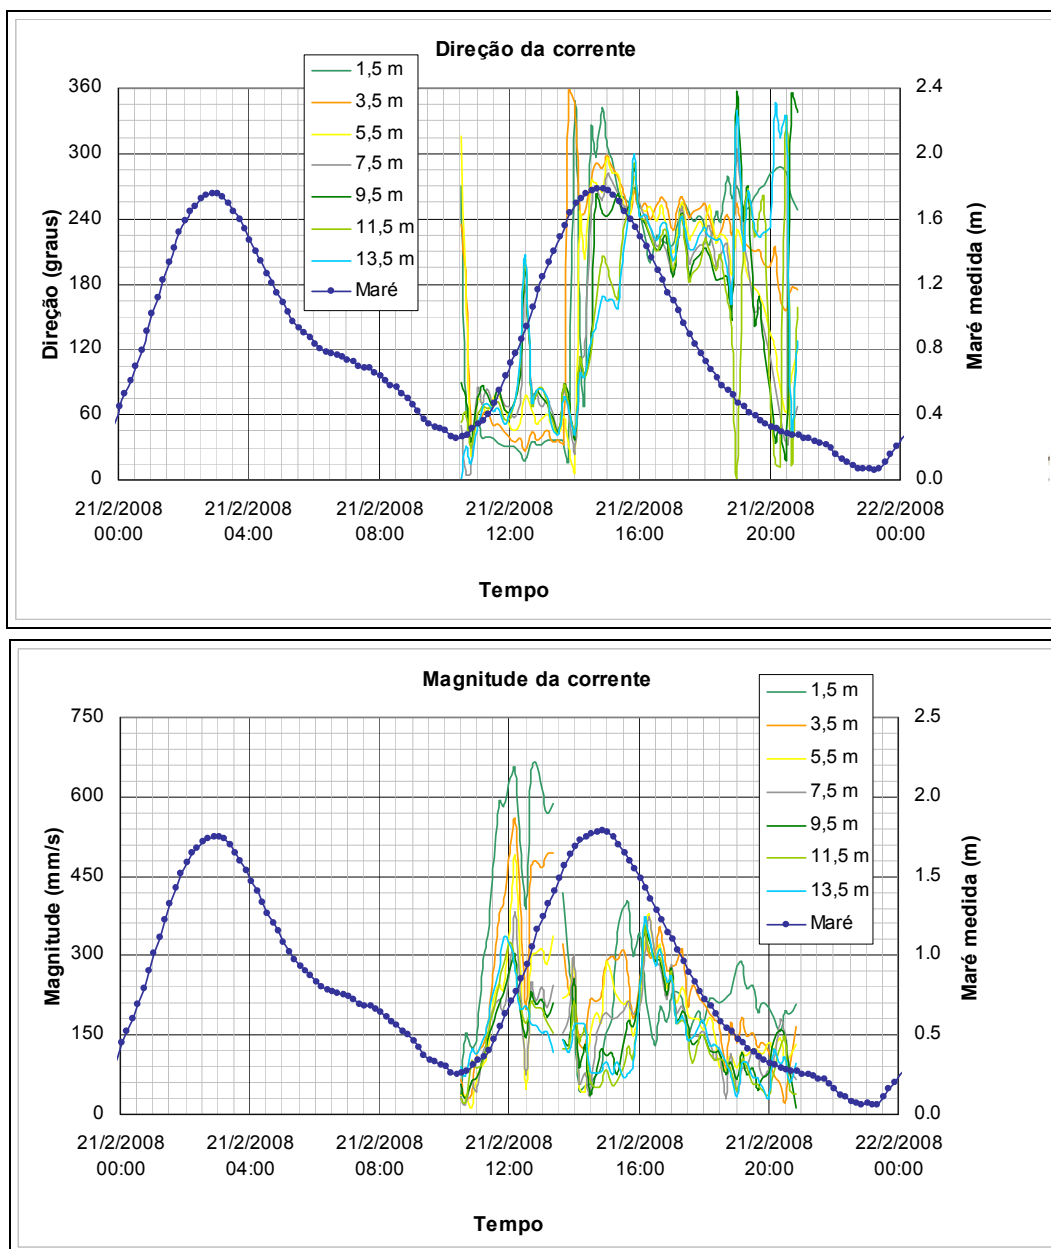 Direção da corrente
1,5 m
3,5 m
5,5 m
7,5 m
9,5 m
11,5 m
13,5 m
Maré
360
300
240
180
120
60
0
Direção (graus)
2.4
2.0
1.6
1.2
0.8
0.4
0.0
Maré medida (m)
21/2/2008 21/2/2008 21/2/2008 21/2/2008 21/2/2008 21/2/2008 22/2/2008
00:00 04:00 08:00 12:00 16:00 20:00 00:00
Tempo
Magnitude da corrente
1,5 m
3,5 m
5,5 m
7,5 m
9,5 m
11,5 m
13,5 m
Maré
750
600
450
300
150
0
Magnitude (mm/s)
2.5
2.0
1.5
1.0
0.5
0.0
Maré medida (m)
21/2/2008 21/2/2008 21/2/2008 21/2/2008 21/2/2008 21/2/2008 22/2/2008
00:00 04:00 08:00 12:00 16:00 20:00 00:00
Tempo